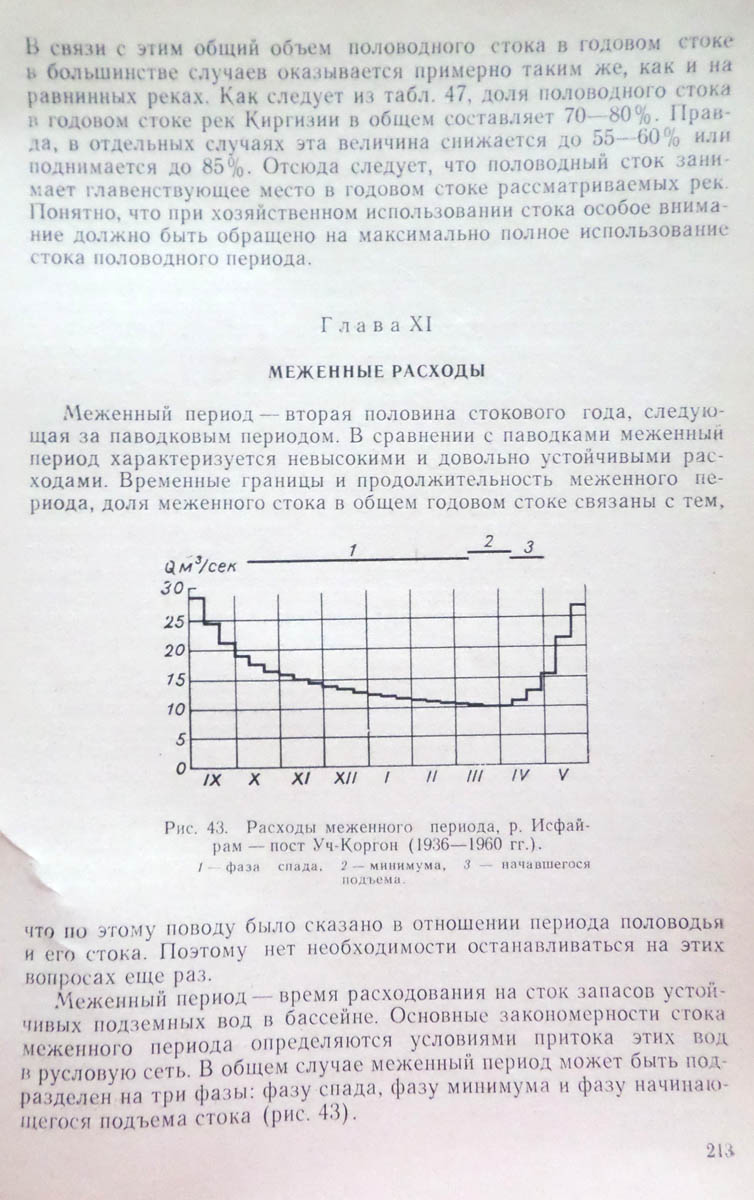 В связи с этим общий объем половодного стока в годовом стоке
в большинстве случаев оказывается примерно таким же, как и на
равнинных реках. Как следует из табл. 47, доля половодного стока
в годовом стоке рек Киргизии в общем составляет 70—80%. Прав-
да, в отдельных случаях эта величина снижается до 55—60% или
поднимается до 85%. Отсюда следует, что половодный сток зани-
мает главенствующее место в годовом стоке рассматриваемых рек.
Понятно, что при хозяйственном использовании стока особое внима-
ние должно быть обращено на максимально полное использование
стока половодного периода.
Глава XI
МЕЖЕННЫЕ РАСХОДЫ
Меженный период — вторая половина стокового года, следую-
щая за паводковым периодом. В сравнении с паводками меженный
период характеризуется невысокими и довольно устойчивыми рас-
ходами. Временные границы и продолжительность меженного пе-
риода, доля меженного стока в общем годовом стоке связаны с тем,
1 2 3
Q м³/сек
30
25
20
15
10
5
0
IX X XI XII I II III IV V
Рис. 43. Расходы меженного периода, р. Исфай-
рам — пост Уч-Коргон (1936—1960 гг.).
1 — фаза спада, 2 — минимума, 3 — начавшегося
подъема.
что по этому поводу было сказано в отношении периода половодья
и его стока. Поэтому нет необходимости останавливаться на этих
вопросах еще раз.
Меженный период — время расходования на сток запасов устой-
чивых подземных вод в бассейне. Основные закономерности стока
меженного периода определяются условиями притока этих вод
в русловую сеть. В общем случае меженный период может быть под-
разделен на три фазы: фазу спада, фазу минимума и фазу начинаю-
щегося подъема стока (рис. 43).
213